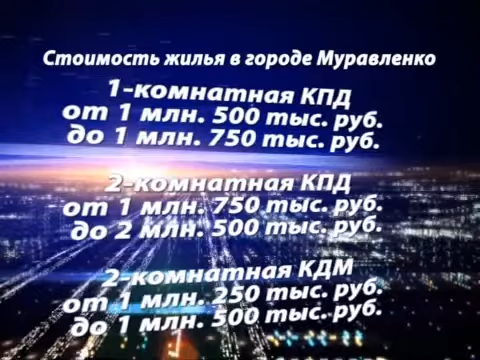 Стоимость жилья в городе Муравленко
1-комнатная КПД
от 1 млн. 500 тыс. руб.
до 1 млн. 750 тыс. руб.
2-комнатная КПД
от 1 млн. 750 тыс. руб.
до 2 млн. 500 тыс. руб.
2-комнатная КДМ
от 1 млн. 250 тыс. руб.
до 1 млн. 500 тыс. руб.